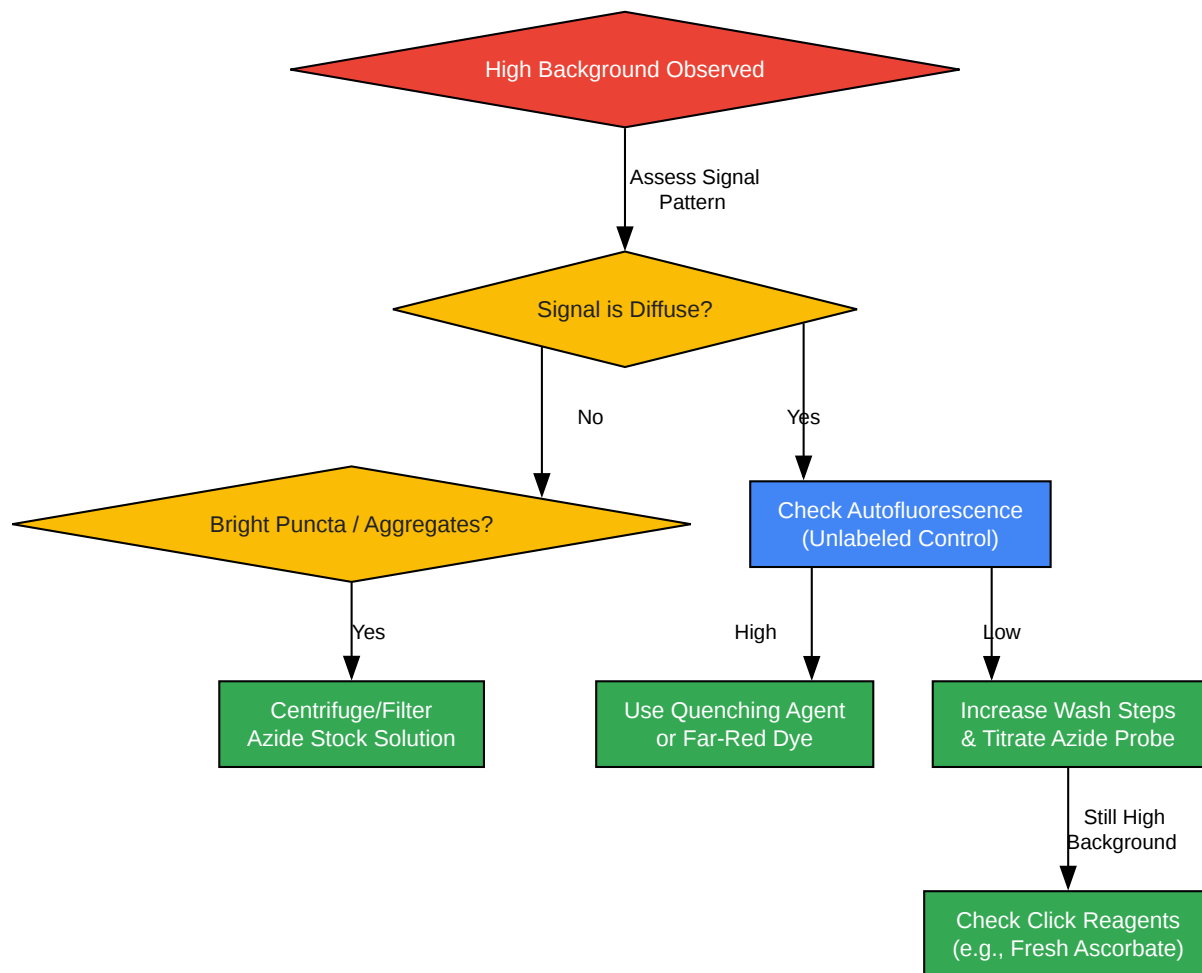 High Background Observed
Assess Signal
Pattern
Signal is Diffuse?
No
Yes
Bright Puncta / Aggregates?
Check Autofluorescence
(Unlabeled Control)
Yes
High
Low
Centrifuge/Filter
Azide Stock Solution
Use Quenching Agent
or Far-Red Dye
Increase Wash Steps
& Titrate Azide Probe
Still High
Background
Check Click Reagents
(e.g., Fresh Ascorbate)